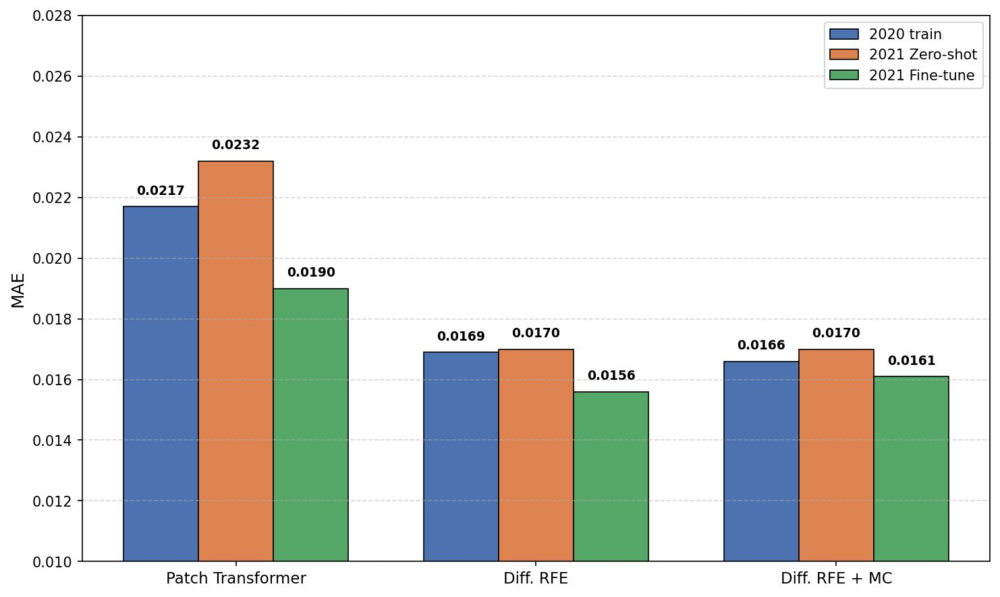 0.028
0.026
0.024
0.022
0.020
0.018
0.016
0.014
0.012
0.010
MAE
2020 train
2021 Zero-shot
2021 Fine-tune
0.0217
0.0232
0.0190
0.0169
0.0170
0.0156
0.0166
0.0170
0.0161
Patch Transformer
Diff. RFE
Diff. RFE + MC